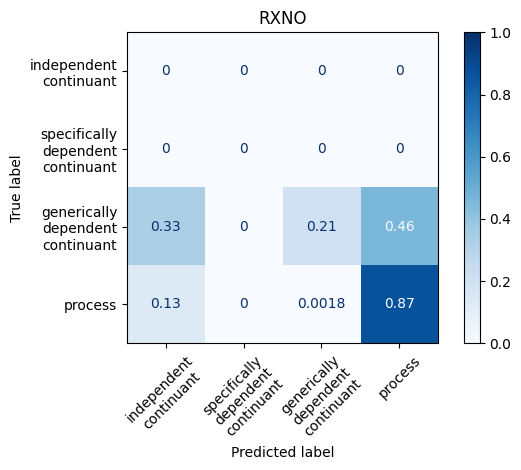 RXNO
True label
independent
continuant
0 0 0 0
specifically
dependent
continuant
0 0 0 0
generically
dependent
continuant
0.33 0 0.21 0.46
process
0.13 0 0.0018 0.87
independent
continuant
specifically
dependent
continuant
generically
dependent
continuant
process
Predicted label
1.0
0.8
0.6
0.4
0.2
0.0